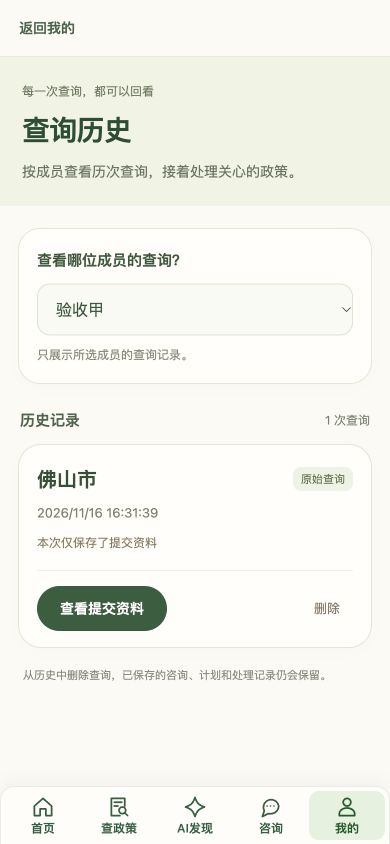 返回我的
每一次查询，都可以回看
查询历史
按成员查看历次查询，接着处理关心的政策。
查看哪位成员的查询？
验收甲
只展示所选成员的查询记录。
历史记录
1 次查询
佛山市
原始查询
2026/11/16 16:31:39
本次仅保存了提交资料
查看提交资料
删除
从历史中删除查询，已保存的咨询、计划和处理记录仍会保留。
首页
查政策
AI发现
咨询
我的